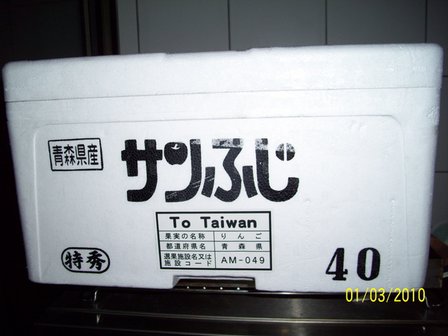 青森県産
サンふじ
To Taiwan
果実の名称 りんご
都道府県名 青森県
選果施設名又は
施設コード AM-049
特秀
40
01/03/2010